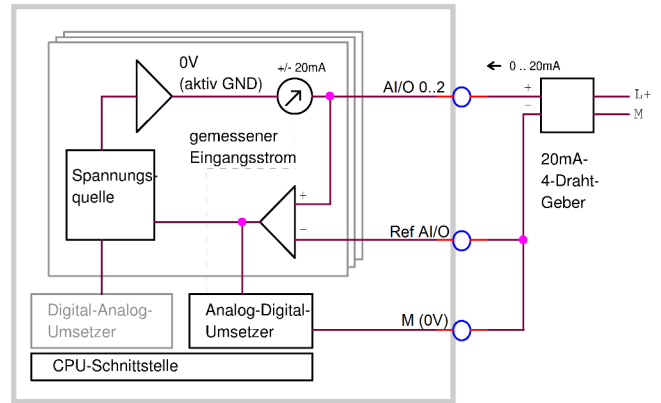 0V
(aktiv GND)
+/- 20mA
AI/O 0..2
0 .. 20mA
+
−
L+
M
gemessener
Eingangsstrom
Spannungs-
quelle
20mA-
4-Draht-
Geber
+
−
Ref AI/O
Digital-Analog-
Umsetzer
Analog-Digital-
Umsetzer
M (0V)
CPU-Schnittstelle